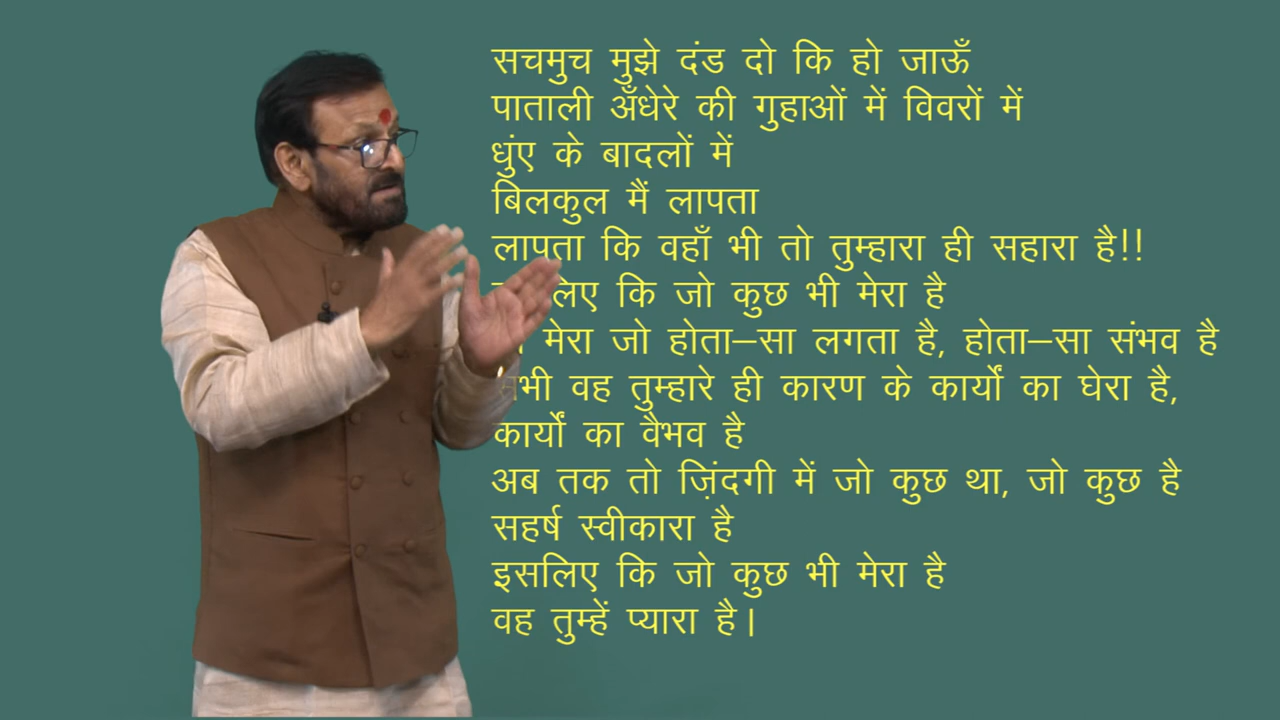 सचमुच मुझे दंड दो कि हो जाऊँ
पाताली अँधेरे की गुहाओं में विवरों में
धुंए के बादलों में
बिलकुल मैं लापता
लापता कि वहाँ भी तो तुम्हारा ही सहारा है!!
कि जो कुछ भी मेरा है
मेरा जो होता–सा लगता है, होता–सा संभव है
सभी वह तुम्हारे ही कारण के कार्यों का घेरा है,
कार्यों का वैभव है
अब तक तो ज़िंदगी में जो कुछ था, जो कुछ है
सहर्ष स्वीकारा है
इसलिए कि जो कुछ भी मेरा है
वह तुम्हें प्यारा है।